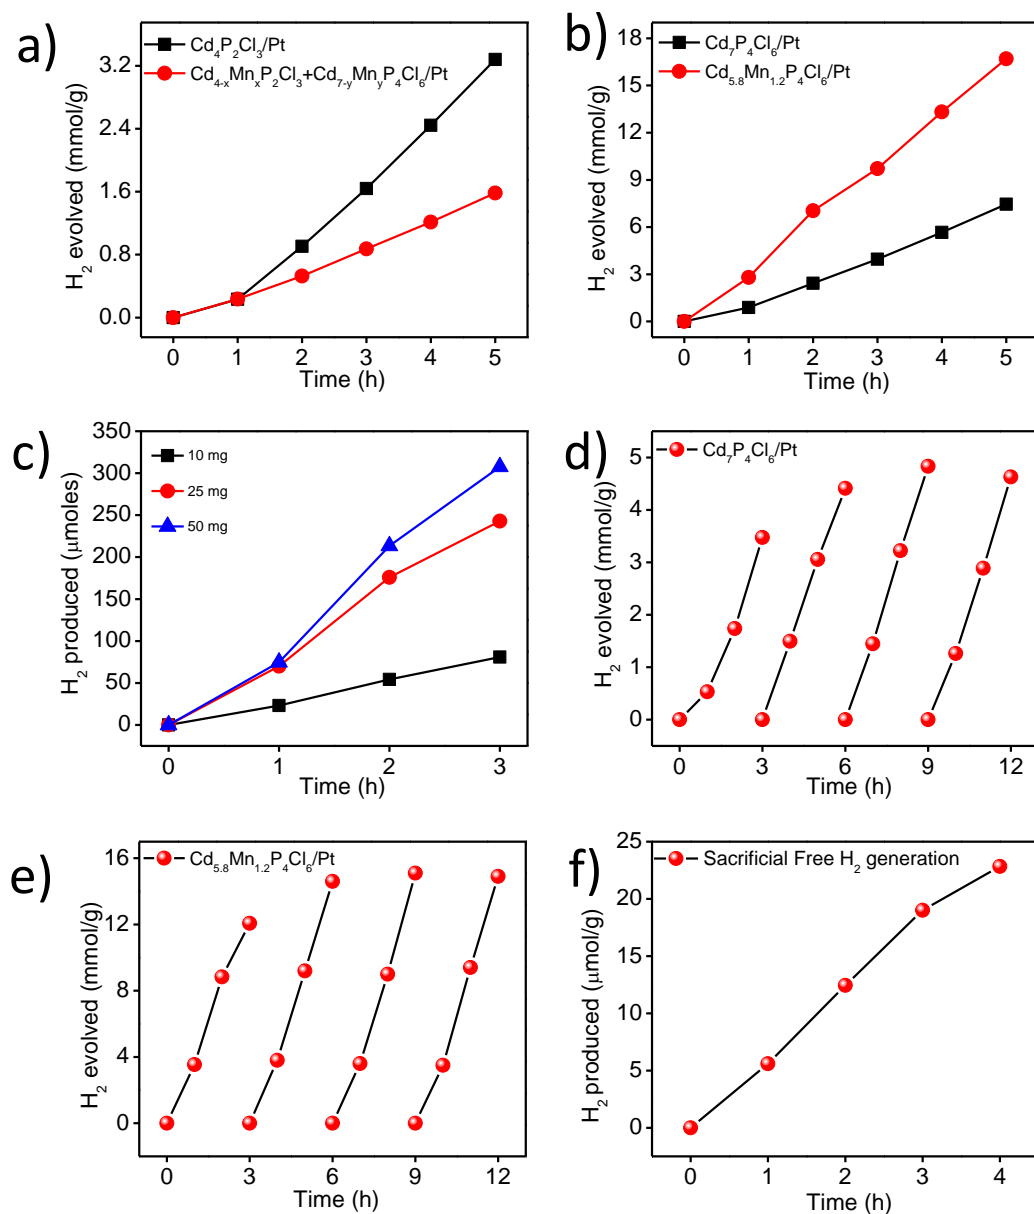 a)
Cd₄P₂Cl₃/Pt
Cd₄₋ₓMnₓP₂Cl₃+Cd₇₋ᵧMnᵧP₄Cl₆/Pt
3.2
2.4
1.6
0.8
0.0
H₂ evolved (mmol/g)
0 1 2 3 4 5
Time (h)
b)
Cd₇P₄Cl₆/Pt
Cd₅.₈Mn₁.₂P₄Cl₆/Pt
18
15
12
9
6
3
0
H₂ evolved (mmol/g)
0 1 2 3 4 5
Time (h)
c)
10 mg
25 mg
50 mg
350
300
250
200
150
100
50
0
H₂ produced (μmoles)
0 1 2 3
Time (h)
d)
Cd₇P₄Cl₆/Pt
5
4
3
2
1
0
H₂ evolved (mmol/g)
0 3 6 9 12
Time (h)
e)
Cd₅.₈Mn₁.₂P₄Cl₆/Pt
16
12
8
4
0
H₂ evolved (mmol/g)
0 3 6 9 12
Time (h)
f)
Sacrificial Free H₂ generation
25
20
15
10
5
0
H₂ produced (μmol/g)
0 1 2 3 4
Time (h)